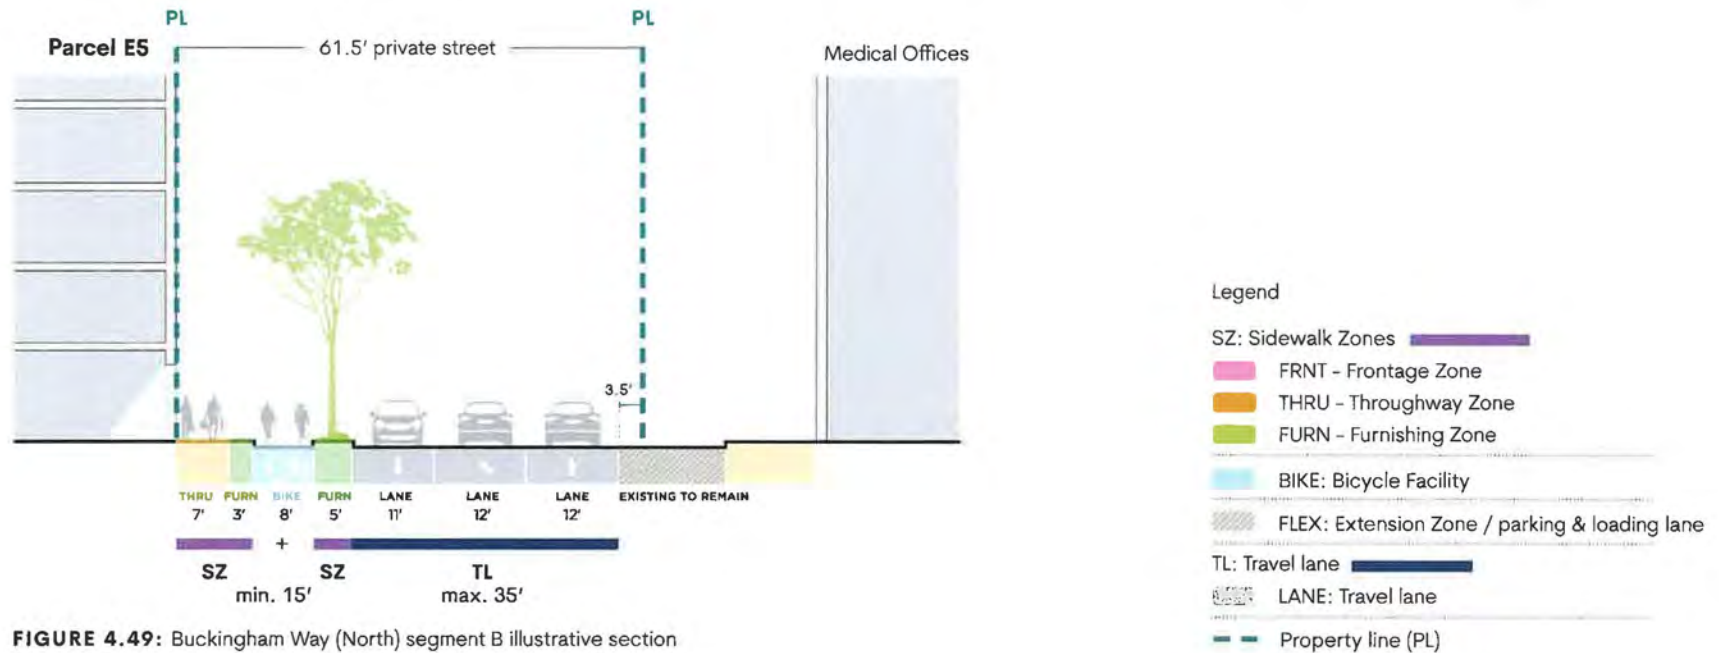 PL PL
Parcel E5
61.5' private street
Medical Offices
3.5'
THRU FURN BIKE FURN LANE LANE LANE EXISTING TO REMAIN
7' 3' 8' 5' 11' 12' 12'
+
SZ SZ TL
min. 15' max. 35'
FIGURE 4.49: Buckingham Way (North) segment B illustrative section
Legend
SZ: Sidewalk Zones
FRNT - Frontage Zone
THRU - Throughway Zone
FURN - Furnishing Zone
BIKE: Bicycle Facility
FLEX: Extension Zone / parking & loading lane
TL: Travel lane
LANE: Travel lane
Property line (PL)